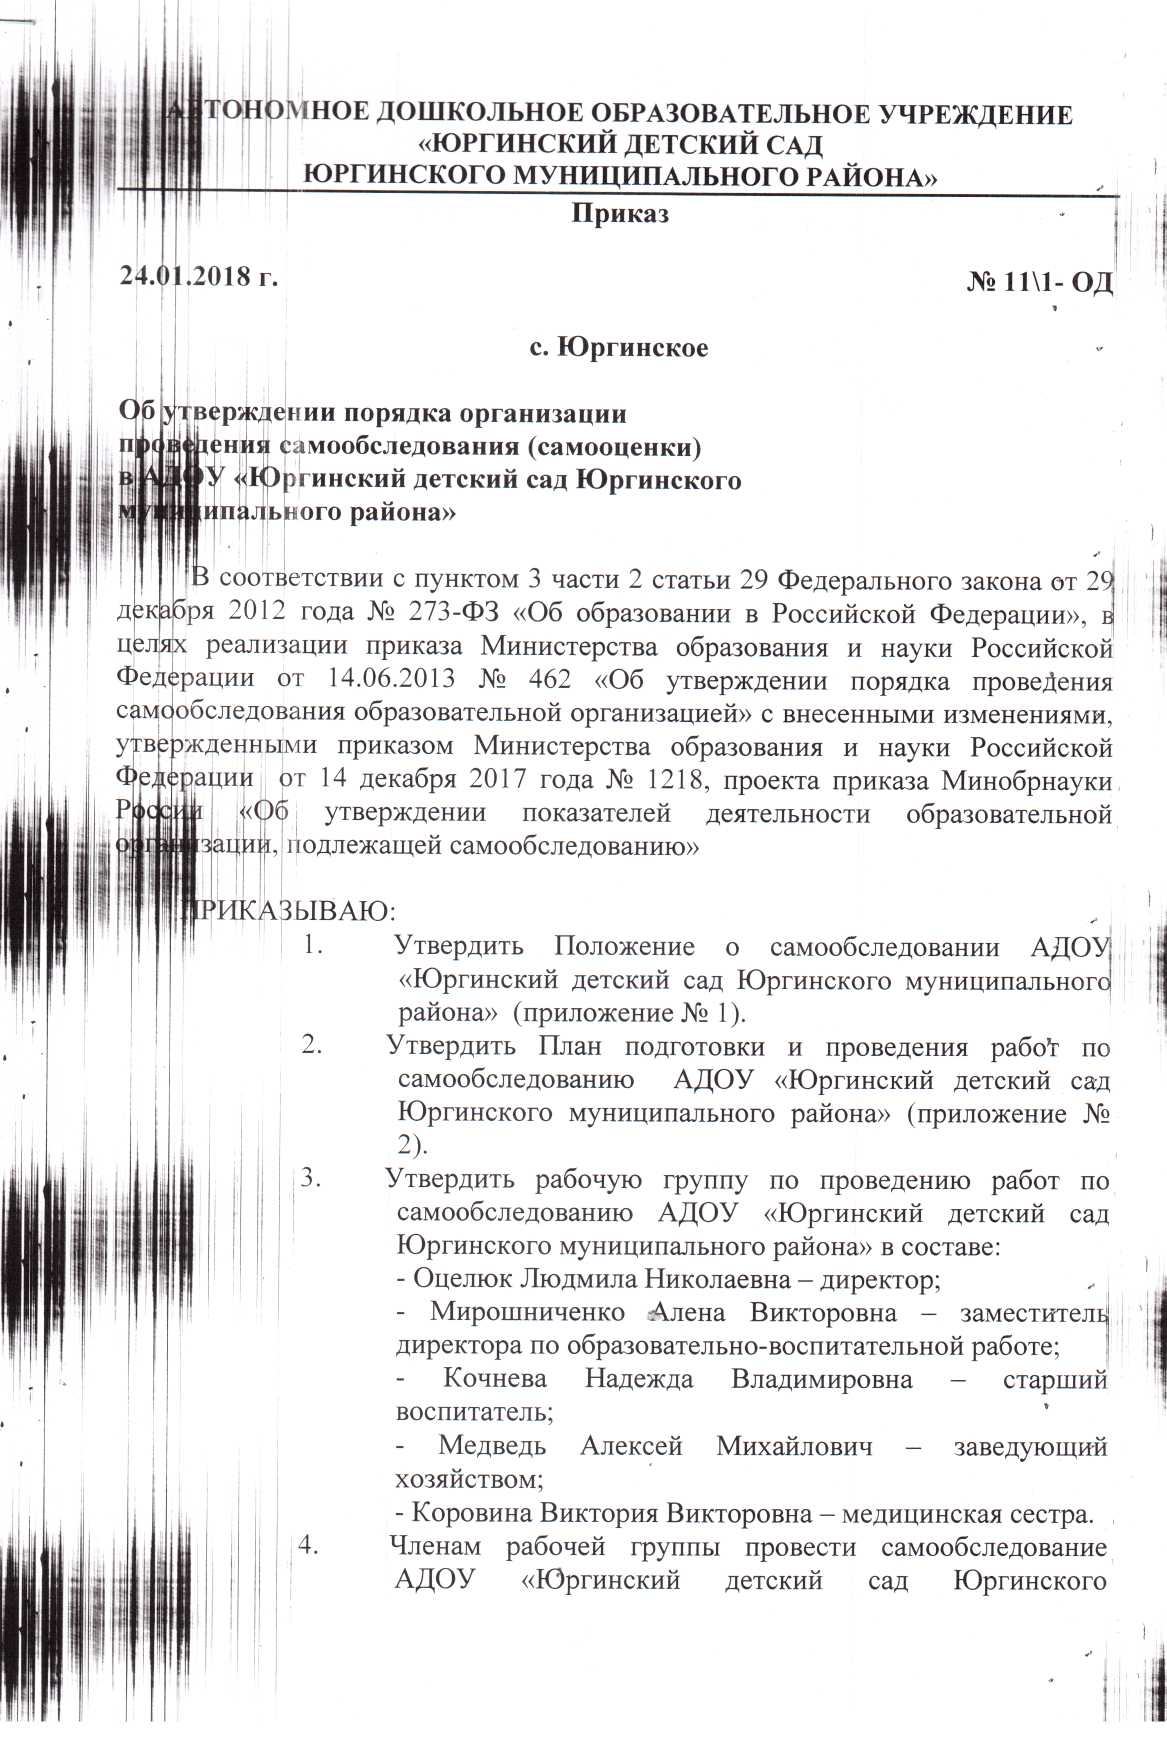 АВТОНОМНОЕ ДОШКОЛЬНОЕ ОБРАЗОВАТЕЛЬНОЕ УЧРЕЖДЕНИЕ
«ЮРГИНСКИЙ ДЕТСКИЙ САД
ЮРГИНСКОГО МУНИЦИПАЛЬНОГО РАЙОНА»
Приказ
24.01.2018 г.
№ 11\1- ОД
с. Юргинское
Об утверждении порядка организации
проведения самообследования (самооценки)
в АДОУ «Юргинский детский сад Юргинского
муниципального района»
В соответствии с пунктом 3 части 2 статьи 29 Федерального закона от 29
декабря 2012 года № 273-ФЗ «Об образовании в Российской Федерации», в
целях реализации приказа Министерства образования и науки Российской
Федерации от 14.06.2013 № 462 «Об утверждении порядка проведения
самообследования образовательной организацией» с внесенными изменениями,
утвержденными приказом Министерства образования и науки Российской
Федерации от 14 декабря 2017 года № 1218, проекта приказа Минобрнауки
России «Об утверждении показателей деятельности образовательной
организации, подлежащей самообследованию»
ПРИКАЗЫВАЮ:
1. Утвердить Положение о самообследовании АДОУ
«Юргинский детский сад Юргинского муниципального
района» (приложение № 1).
2. Утвердить План подготовки и проведения работ по
самообследованию АДОУ «Юргинский детский сад
Юргинского муниципального района» (приложение №
2).
3. Утвердить рабочую группу по проведению работ по
самообследованию АДОУ «Юргинский детский сад
Юргинского муниципального района» в составе:
- Оцелюк Людмила Николаевна – директор;
- Мирошниченко Алена Викторовна – заместитель
директора по образовательно-воспитательной работе;
- Кочнева Надежда Владимировна – старший
воспитатель;
- Медведь Алексей Михайлович – заведующий
хозяйством;
- Коровина Виктория Викторовна – медицинская сестра.
4. Членам рабочей группы провести самообследование
АДОУ «Юргинский детский сад Юргинского